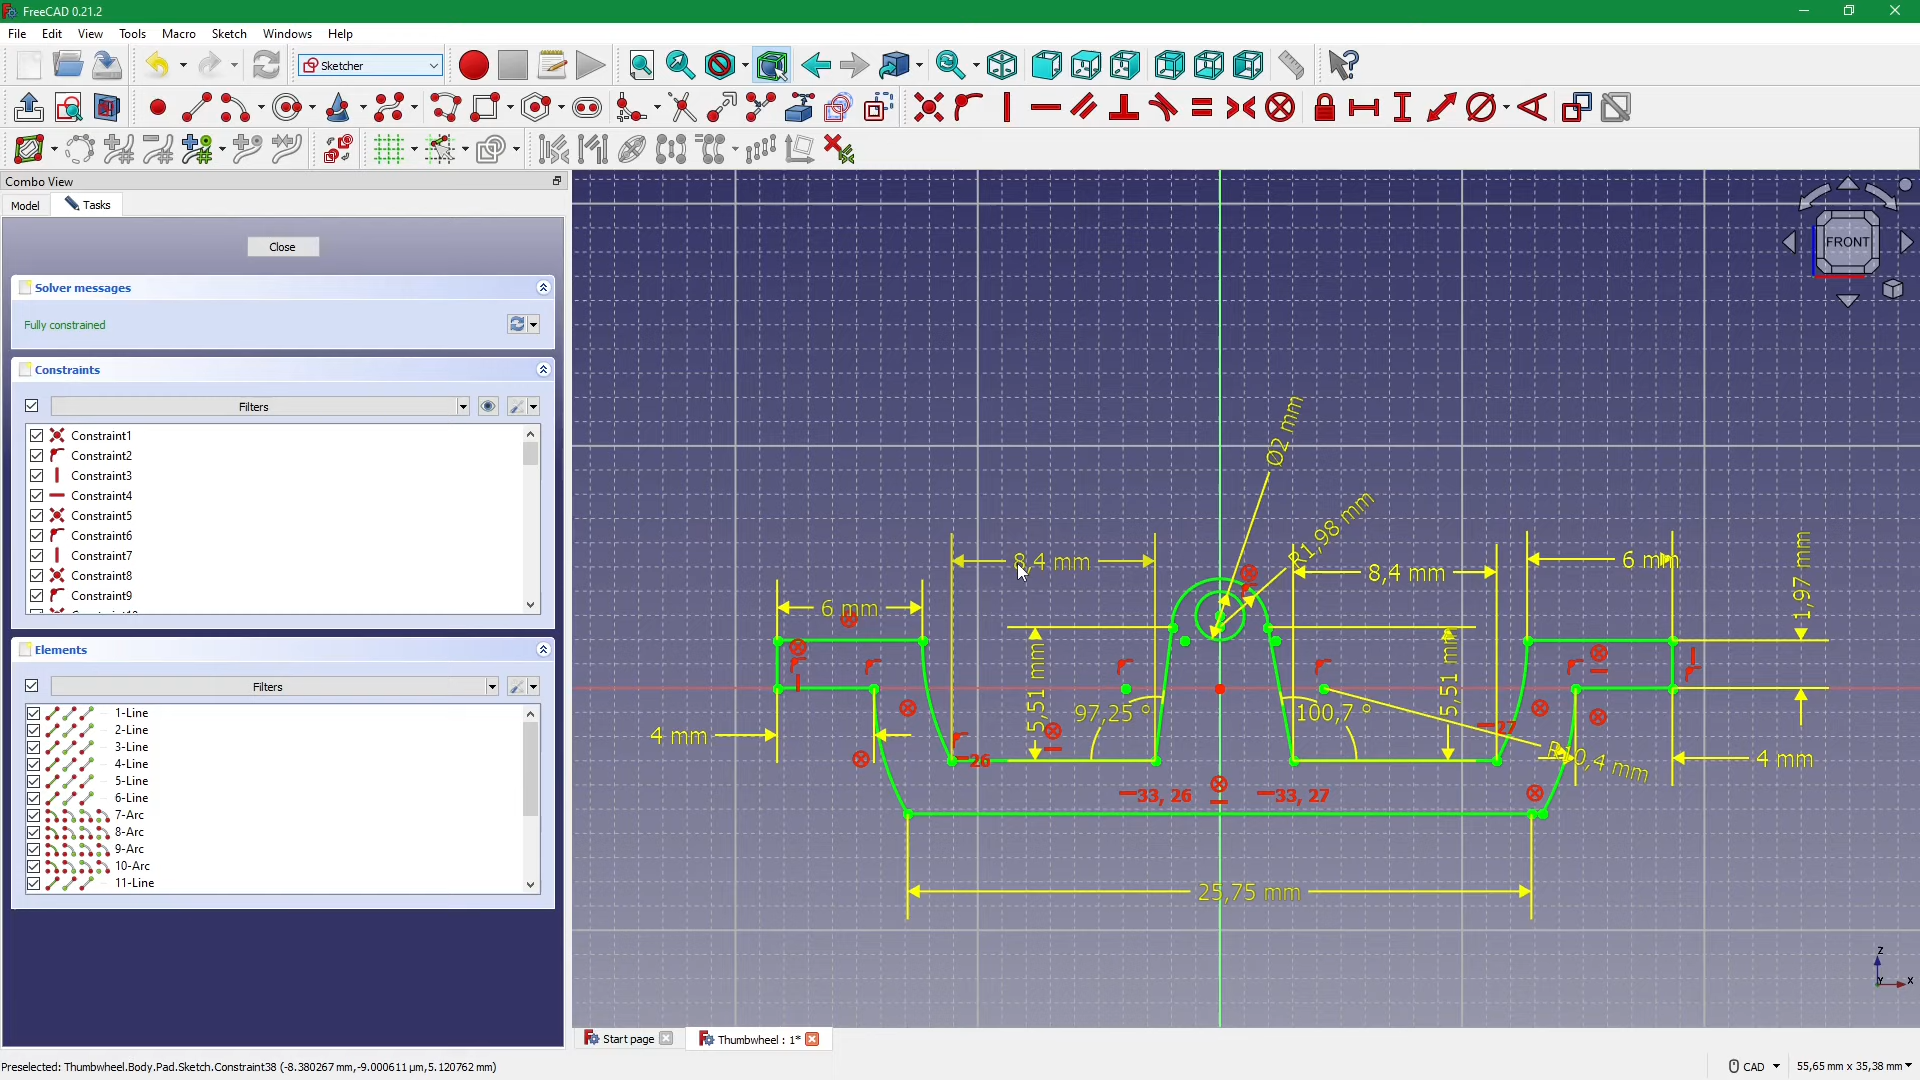 FreeCAD 0.21.2
File Edit View Tools Macro Sketch Windows Help
Sketcher
Combo View
Model Tasks
Close
Solver messages
Fully constrained
Constraints
Filters
Constraint1
Constraint2
Constraint3
Constraint4
Constraint5
Constraint6
Constraint7
Constraint8
Constraint9
Elements
Filters
1-Line
2-Line
3-Line
4-Line
5-Line
6-Line
7-Arc
8-Arc
9-Arc
10-Arc
11-Line
FRONT
Ø2 mm
R1,98 mm
8,4 mm
8,4 mm
6 mm
6 mm
1,97 mm
5,51 mm
5,51 mm
97,25 °
100,7 °
4 mm
26
27
4 mm
33, 26
33, 27
25,75 mm
Z
Y
X
Start page
Thumbwheel : 1*
Preselected: Thumbwheel.Body.Pad.Sketch.Constraint38 (-8.380267 mm,-9.000611 µm,5.120762 mm)
CAD
55,65 mm x 35,38 mm